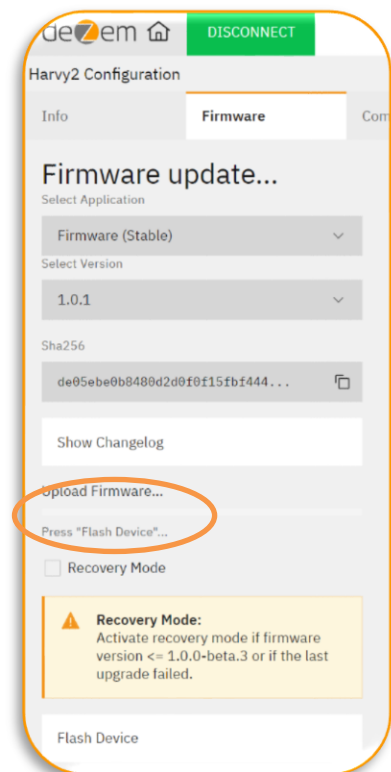 deZem DISCONNECT
Harvy2 Configuration
Info Firmware Com
Firmware update...
Select Application
Firmware (Stable)
Select Version
1.0.1
Sha256
de05ebe0b8480d2d0f0f15fbf444...
Show Changelog
Upload Firmware...
Press "Flash Device"...
Recovery Mode
Recovery Mode:
Activate recovery mode if firmware
version <= 1.0.0-beta.3 or if the last
upgrade failed.
Flash Device